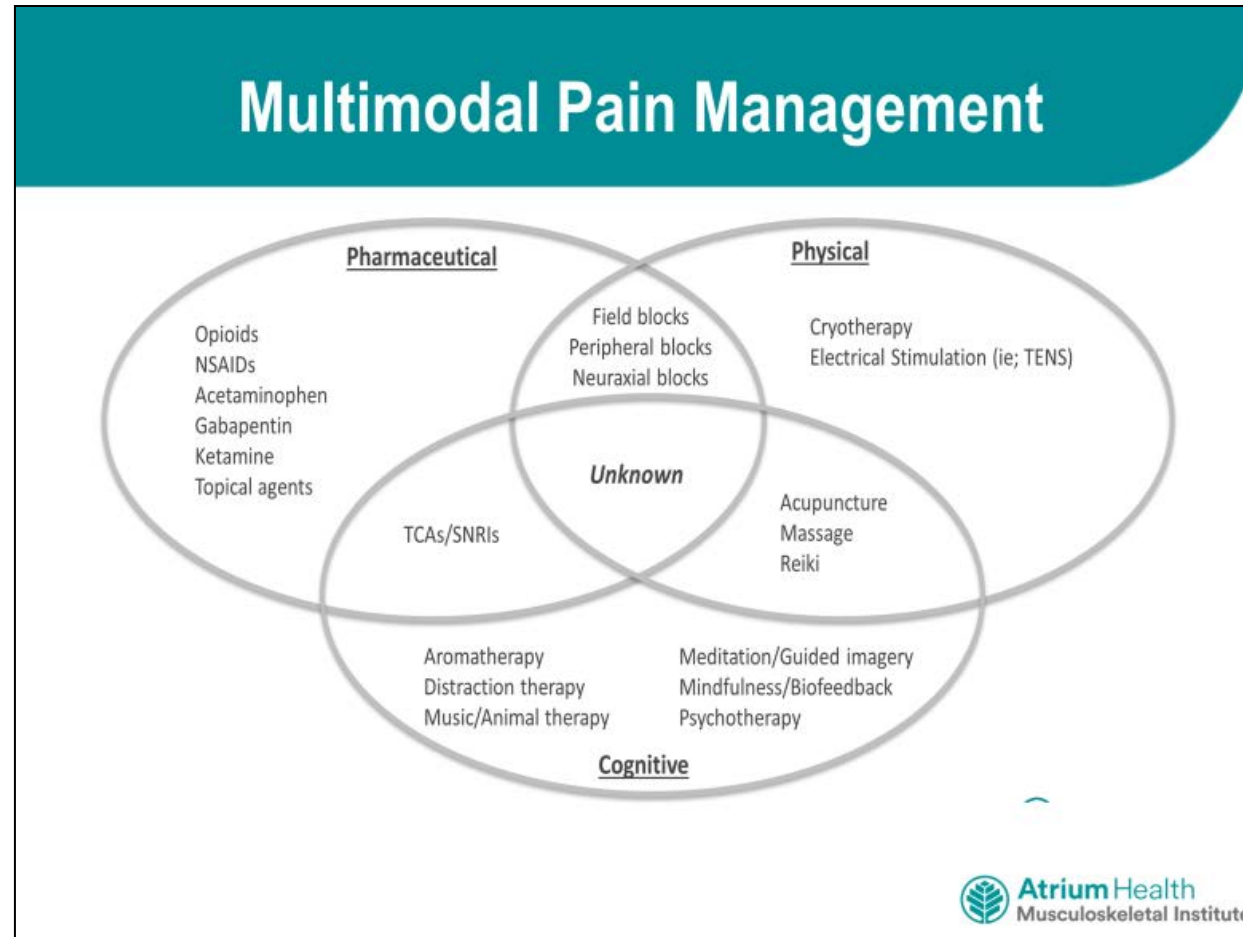 Multimodal Pain Management
Pharmaceutical
Opioids
NSAIDs
Acetaminophen
Gabapentin
Ketamine
Topical agents
Field blocks
Peripheral blocks
Neuraxial blocks
Physical
Cryotherapy
Electrical Stimulation (ie; TENS)
Unknown
TCAs/SNRIs
Acupuncture
Massage
Reiki
Aromatherapy
Distraction therapy
Music/Animal therapy
Meditation/Guided imagery
Mindfulness/Biofeedback
Psychotherapy
Cognitive
Atrium Health
Musculoskeletal Institute